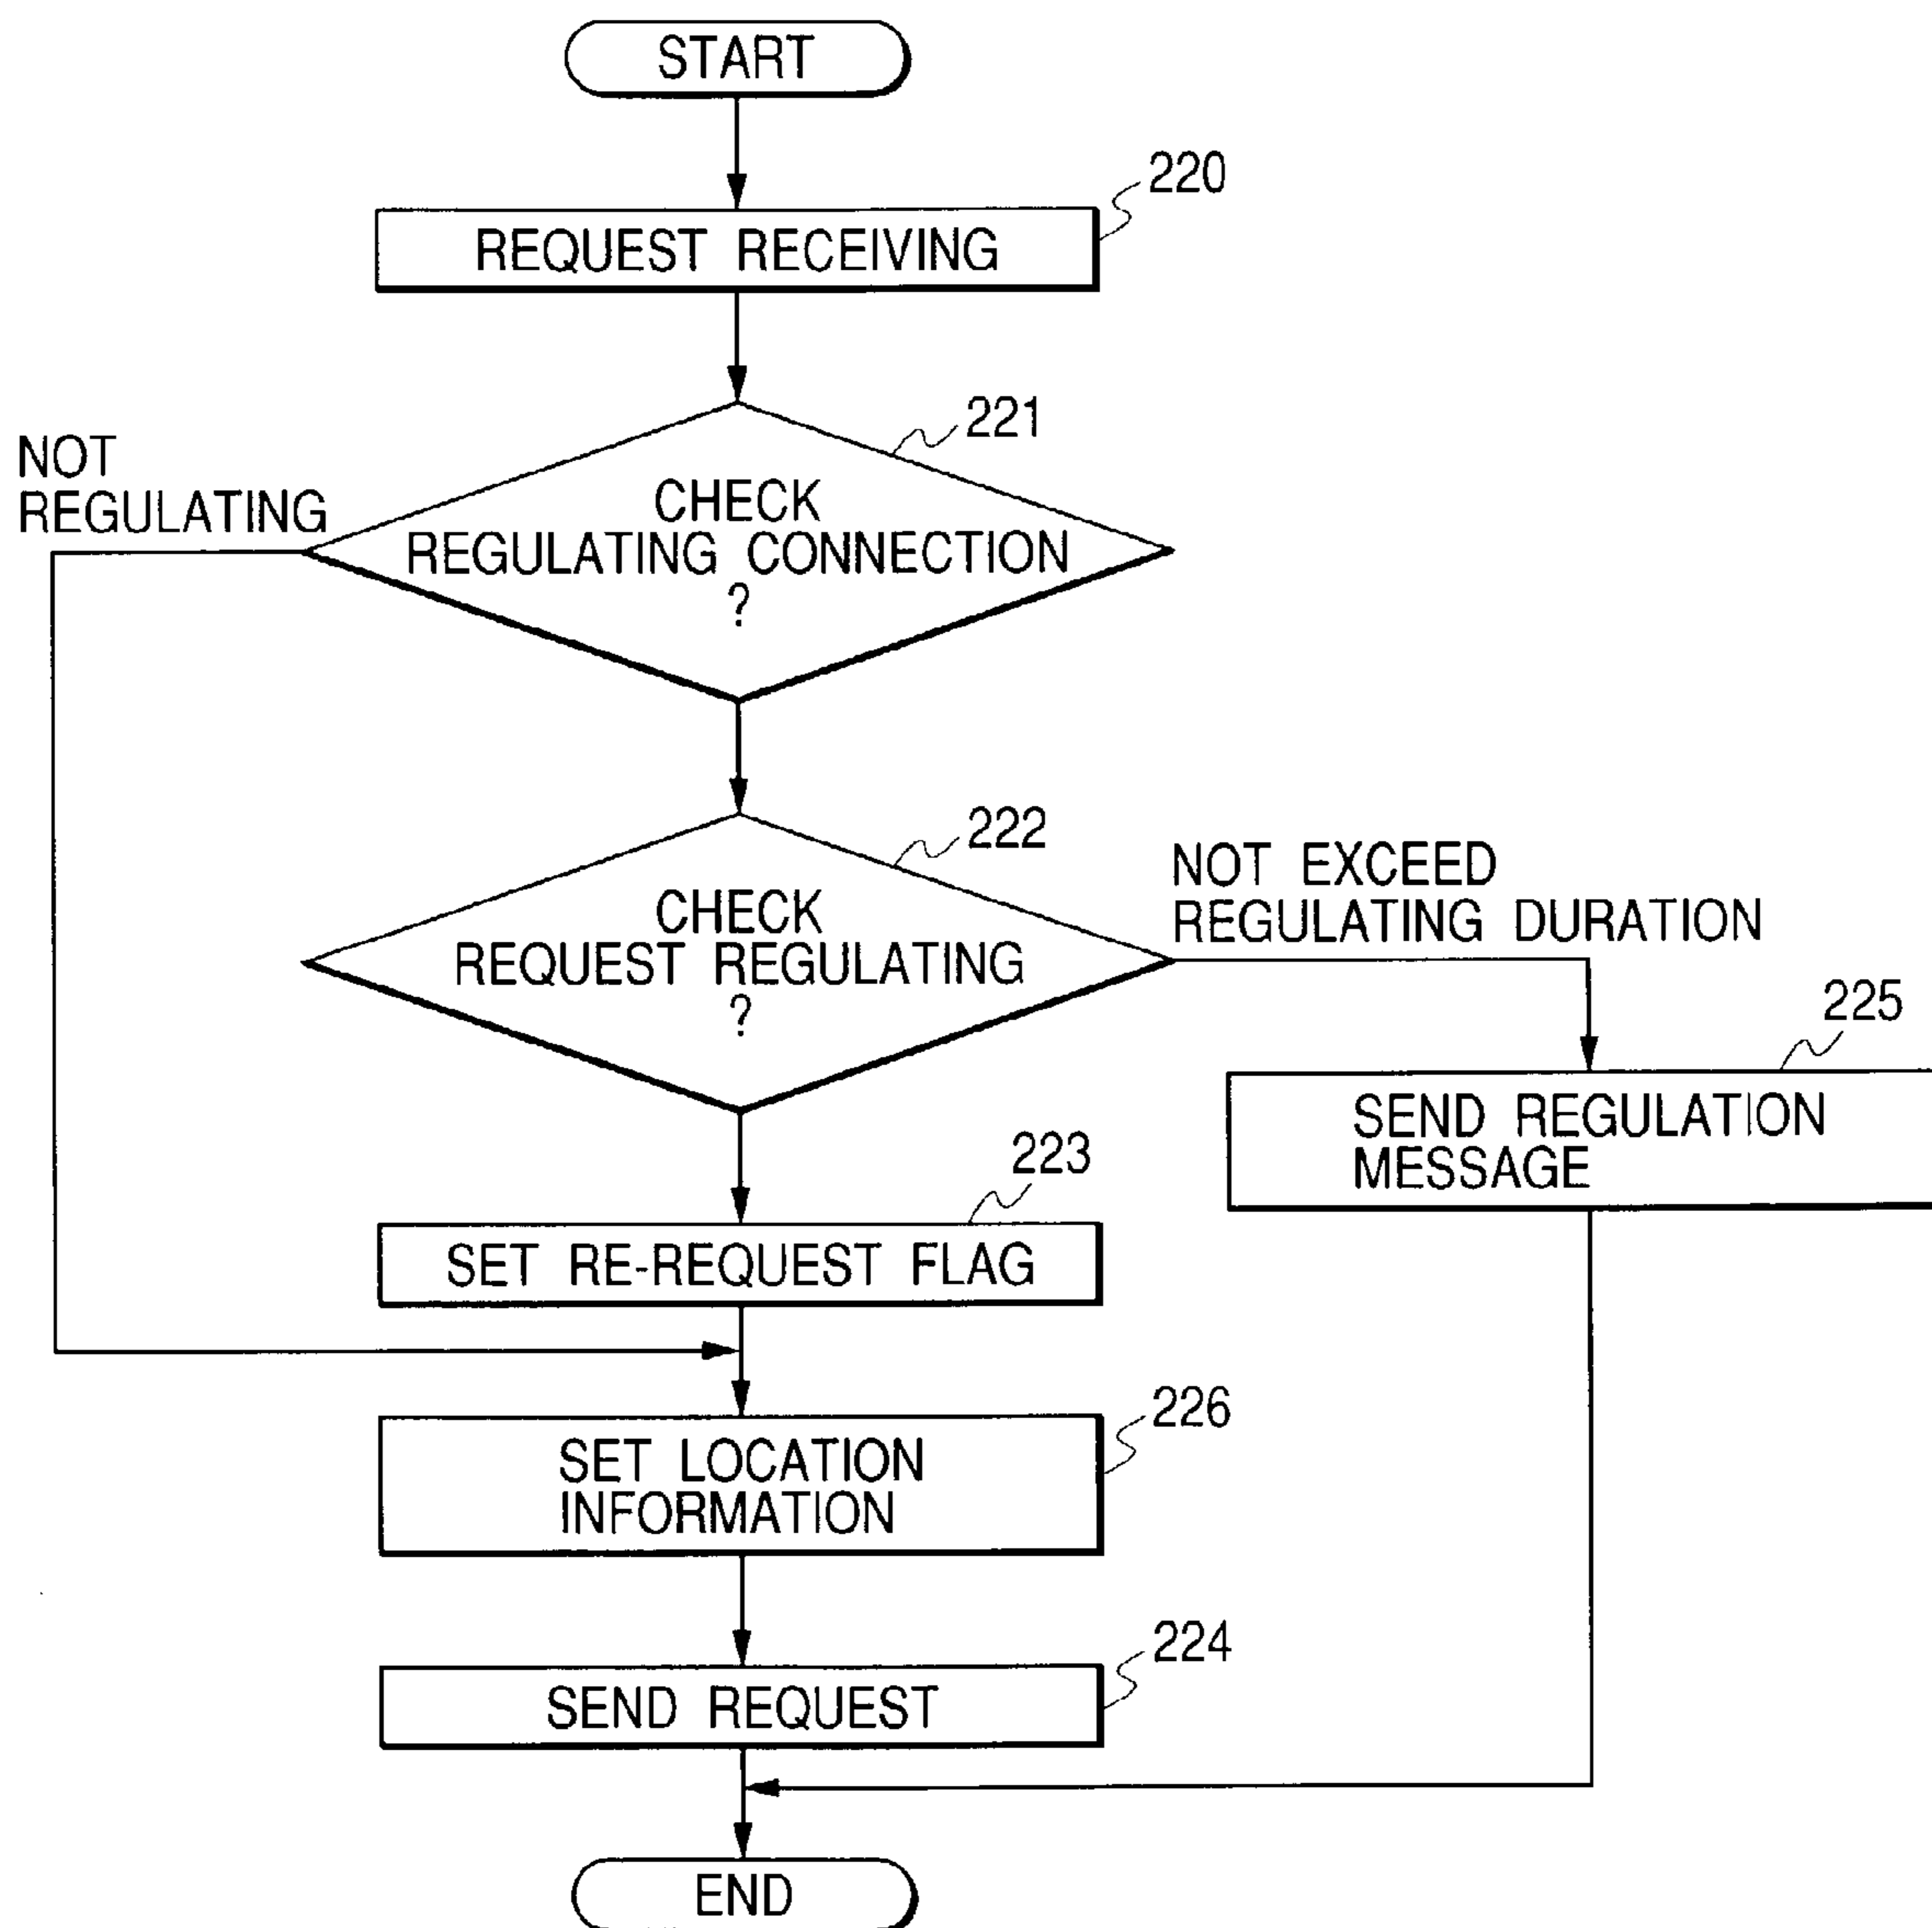 START
220
REQUEST RECEIVING
221
NOT
REGULATING
CHECK
REGULATING CONNECTION
?
222
CHECK
REQUEST REGULATING
?
NOT EXCEED
REGULATING DURATION
225
SEND REGULATION
MESSAGE
223
SET RE-REQUEST FLAG
226
SET LOCATION
INFORMATION
224
SEND REQUEST
END